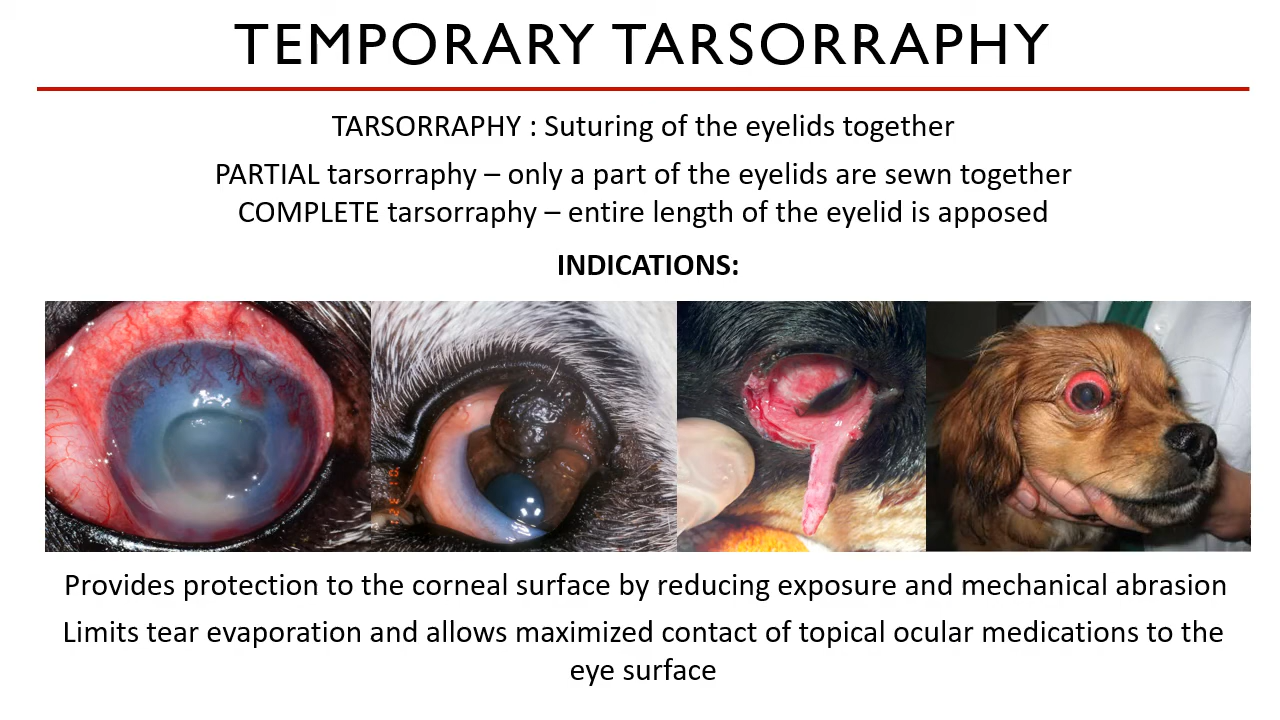 TEMPORARY TARSORRAPHY
TARSORRAPHY : Suturing of the eyelids together
PARTIAL tarsorraphy – only a part of the eyelids are sewn together
COMPLETE tarsorraphy – entire length of the eyelid is apposed
INDICATIONS:
Provides protection to the corneal surface by reducing exposure and mechanical abrasion
Limits tear evaporation and allows maximized contact of topical ocular medications to the
eye surface